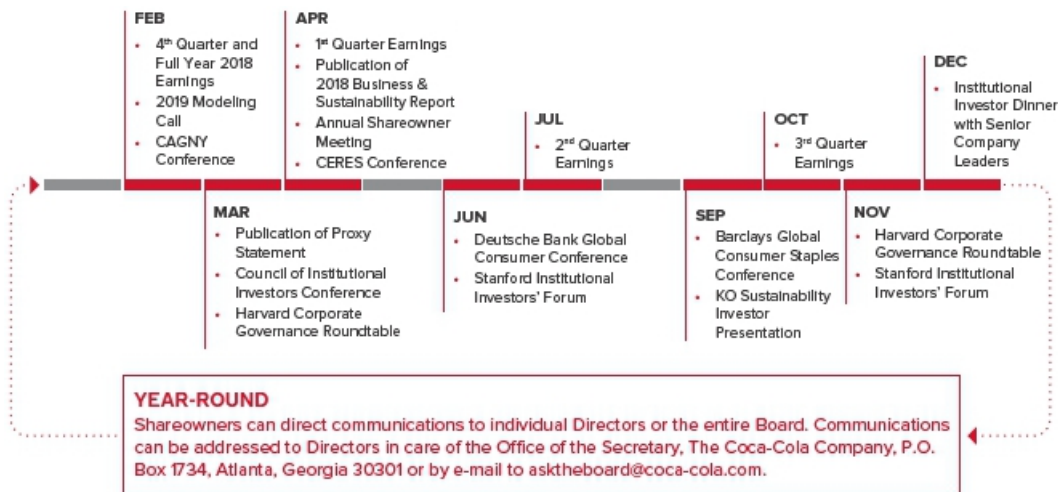 FEB
• 4th Quarter and
Full Year 2018
Earnings
• 2019 Modeling
Call
• CAGNY
Conference
MAR
• Publication of Proxy
Statement
• Council of Institutional
Investors Conference
• Harvard Corporate
Governance Roundtable
APR
• 1st Quarter Earnings
• Publication of
2018 Business &
Sustainability Report
• Annual Shareowner
Meeting
• CERES Conference
JUN
• Deutsche Bank Global
Consumer Conference
• Stanford Institutional
Investors' Forum
JUL
• 2nd Quarter
Earnings
SEP
• Barclays Global
Consumer Staples
Conference
• KO Sustainability
Investor
Presentation
OCT
• 3rd Quarter
Earnings
NOV
• Harvard Corporate
Governance Roundtable
• Stanford Institutional
Investors' Forum
DEC
• Institutional
Investor Dinner
with Senior
Company
Leaders
YEAR-ROUND
Shareowners can direct communications to individual Directors or the entire Board. Communications
can be addressed to Directors in care of the Office of the Secretary, The Coca-Cola Company, P.O.
Box 1734, Atlanta, Georgia 30301 or by e-mail to asktheboard@coca-cola.com.